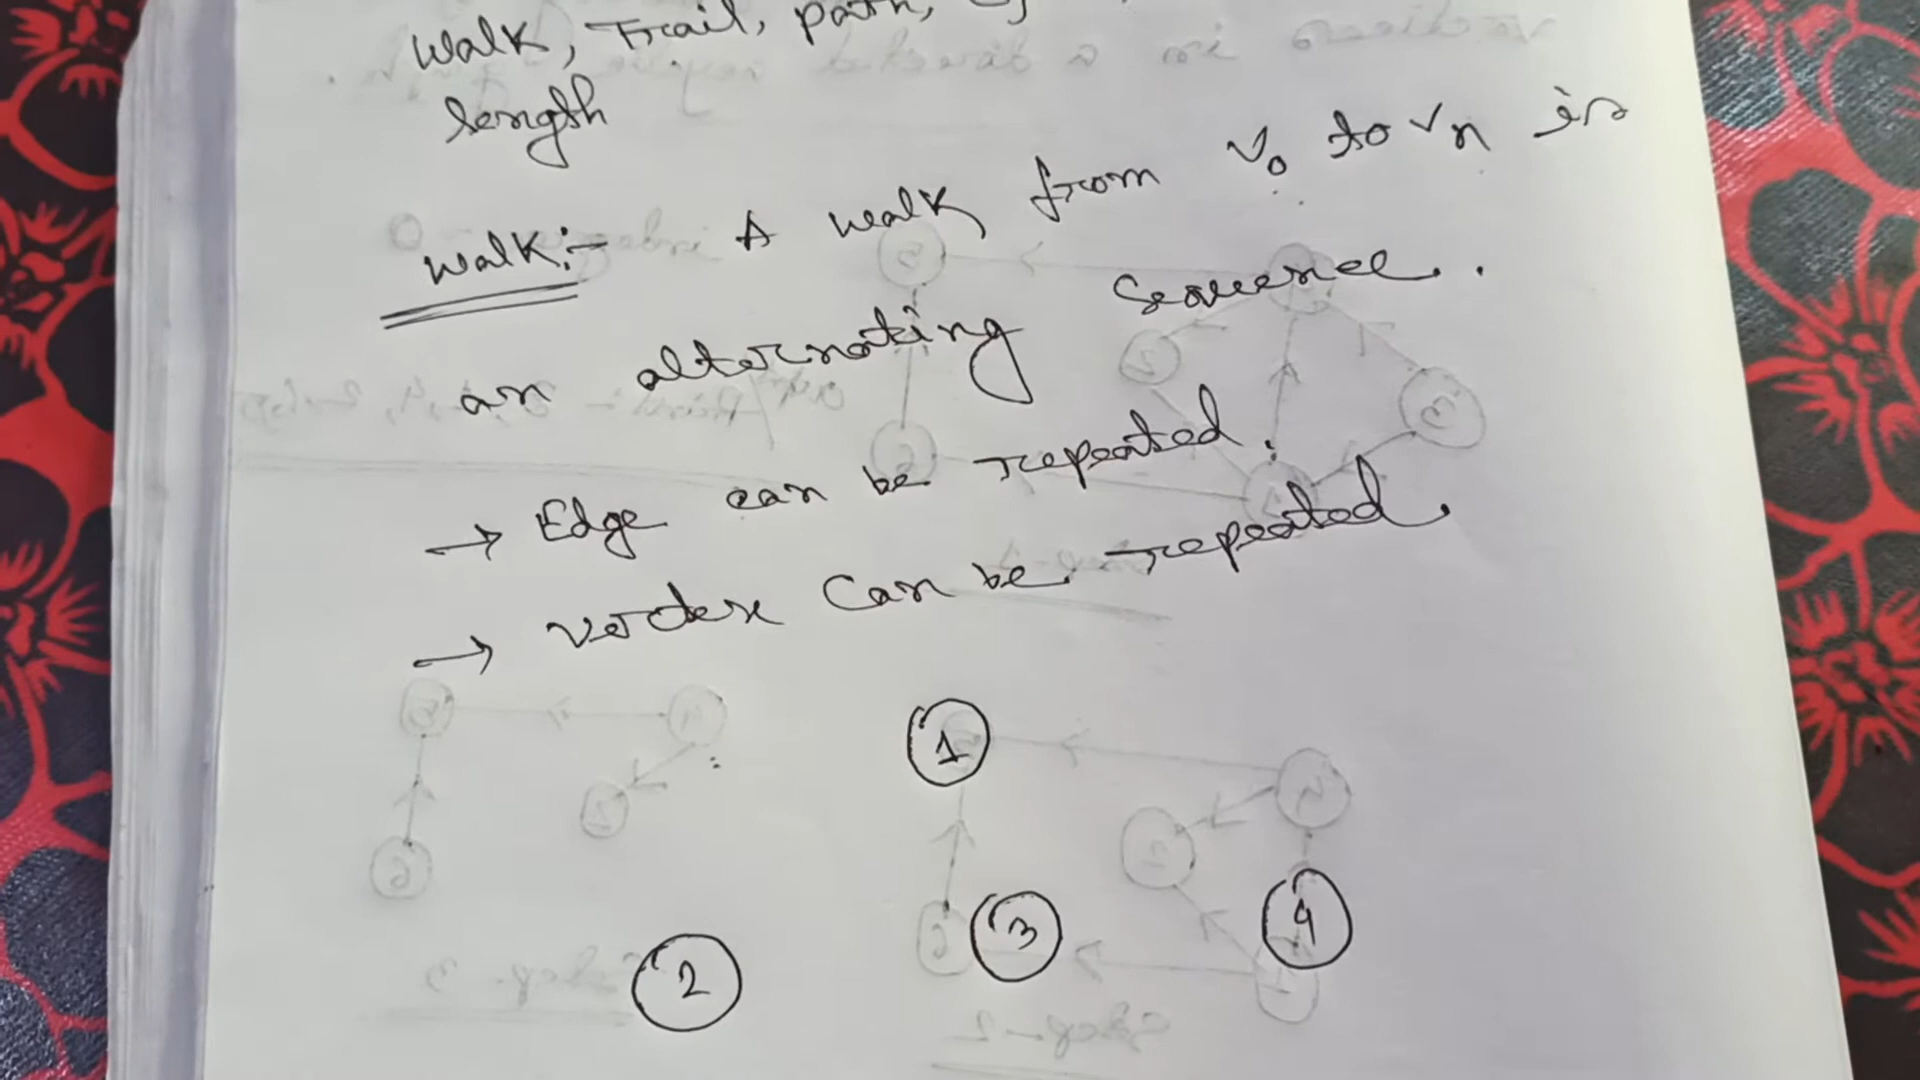 Walk, Trail, path,
length
Walk:- A walk from v₀ to vn is
an alternating sequence.
→ Edge can be repeated.
→ vertex can be repeated.
1
3 4
2